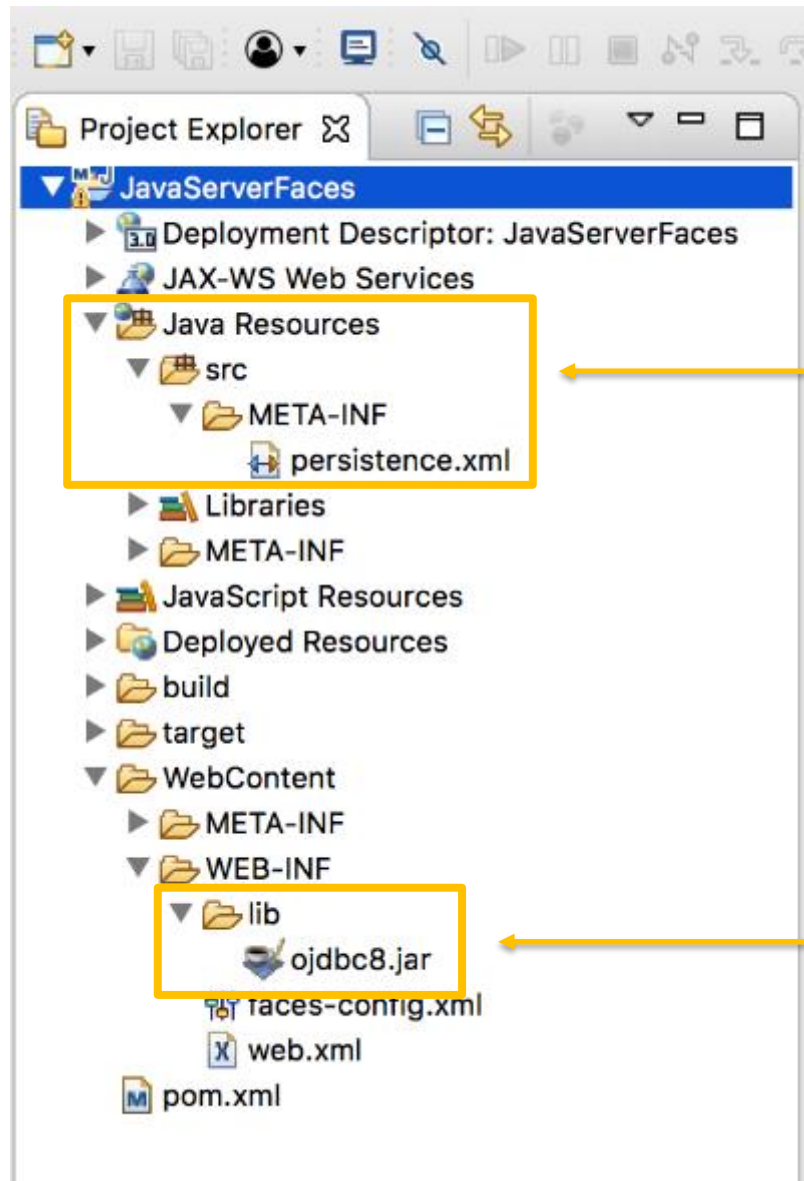 Project Explorer
JavaServerFaces
3.0 Deployment Descriptor: JavaServerFaces
JAX-WS Web Services
Java Resources
src
META-INF
persistence.xml
Libraries
META-INF
JavaScript Resources
Deployed Resources
build
target
WebContent
META-INF
WEB-INF
lib
ojdbc8.jar
faces-config.xml
web.xml
pom.xml